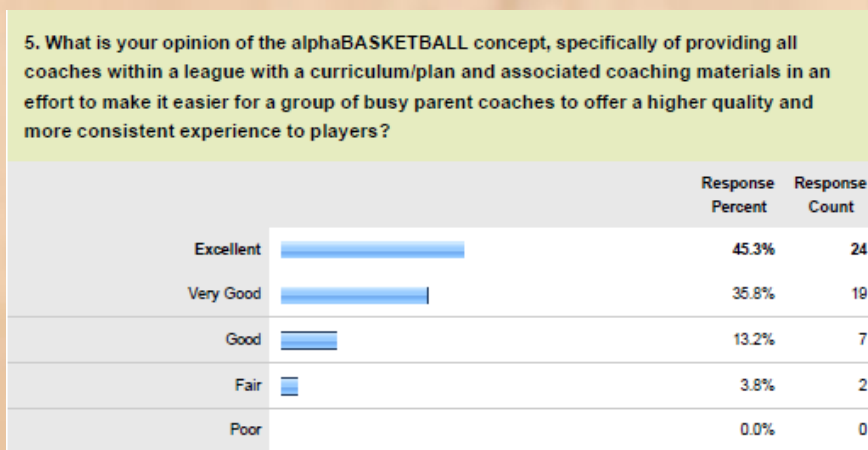 5. What is your opinion of the alphaBASKETBALL concept, specifically of providing all
coaches within a league with a curriculum/plan and associated coaching materials in an
effort to make it easier for a group of busy parent coaches to offer a higher quality and
more consistent experience to players?
Response Percent Response Count
Excellent 45.3% 24
Very Good 35.8% 19
Good 13.2% 7
Fair 3.8% 2
Poor 0.0% 0